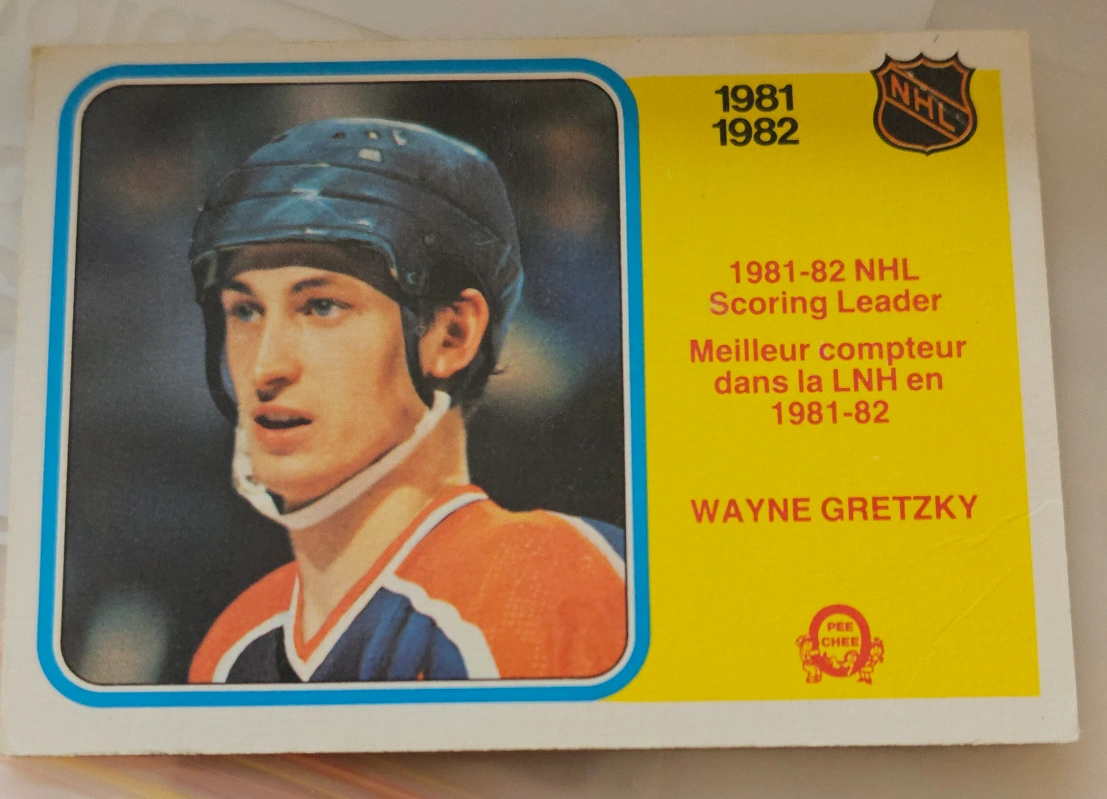 1981
1982
NHL
1981-82 NHL
Scoring Leader
Meilleur compteur
dans la LNH en
1981-82
WAYNE GRETZKY
PEE
CHEE